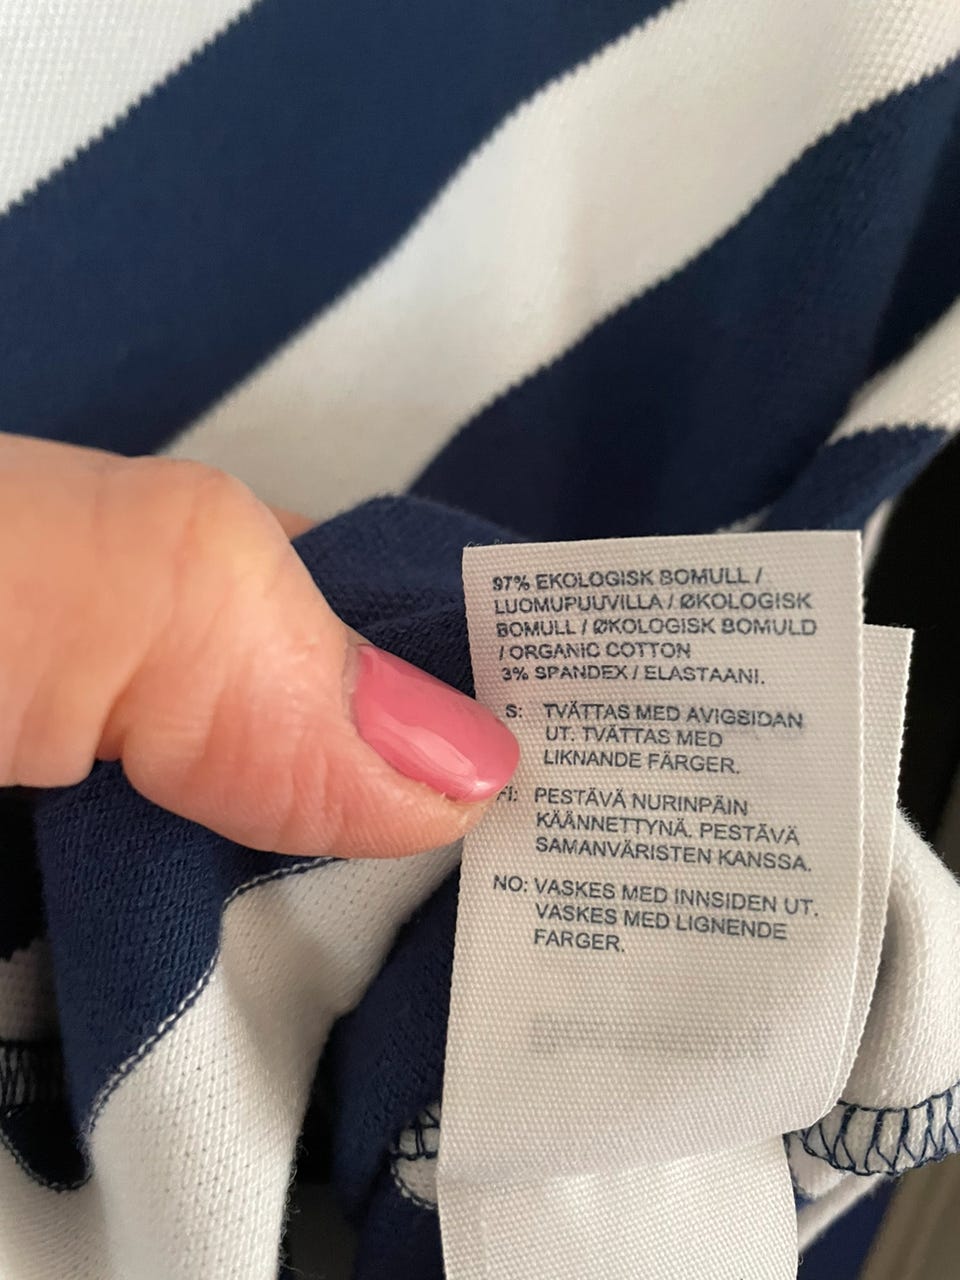 97% EKOLOGISK BOMULL /
LUOMUPUUVILLA / ØKOLOGISK
BOMULL / ØKOLOGISK BOMULD
/ ORGANIC COTTON
3% SPANDEX / ELASTAANI.
S: TVÄTTAS MED AVIGSIDAN
UT. TVÄTTAS MED
LIKNANDE FÄRGER.
FI: PESTÄVÄ NURINPÄIN
KÄÄNNETTYNÄ. PESTÄVÄ
SAMANVÄRISTEN KANSSA.
NO: VASKES MED INNSIDEN UT.
VASKES MED LIGNENDE
FARGER.